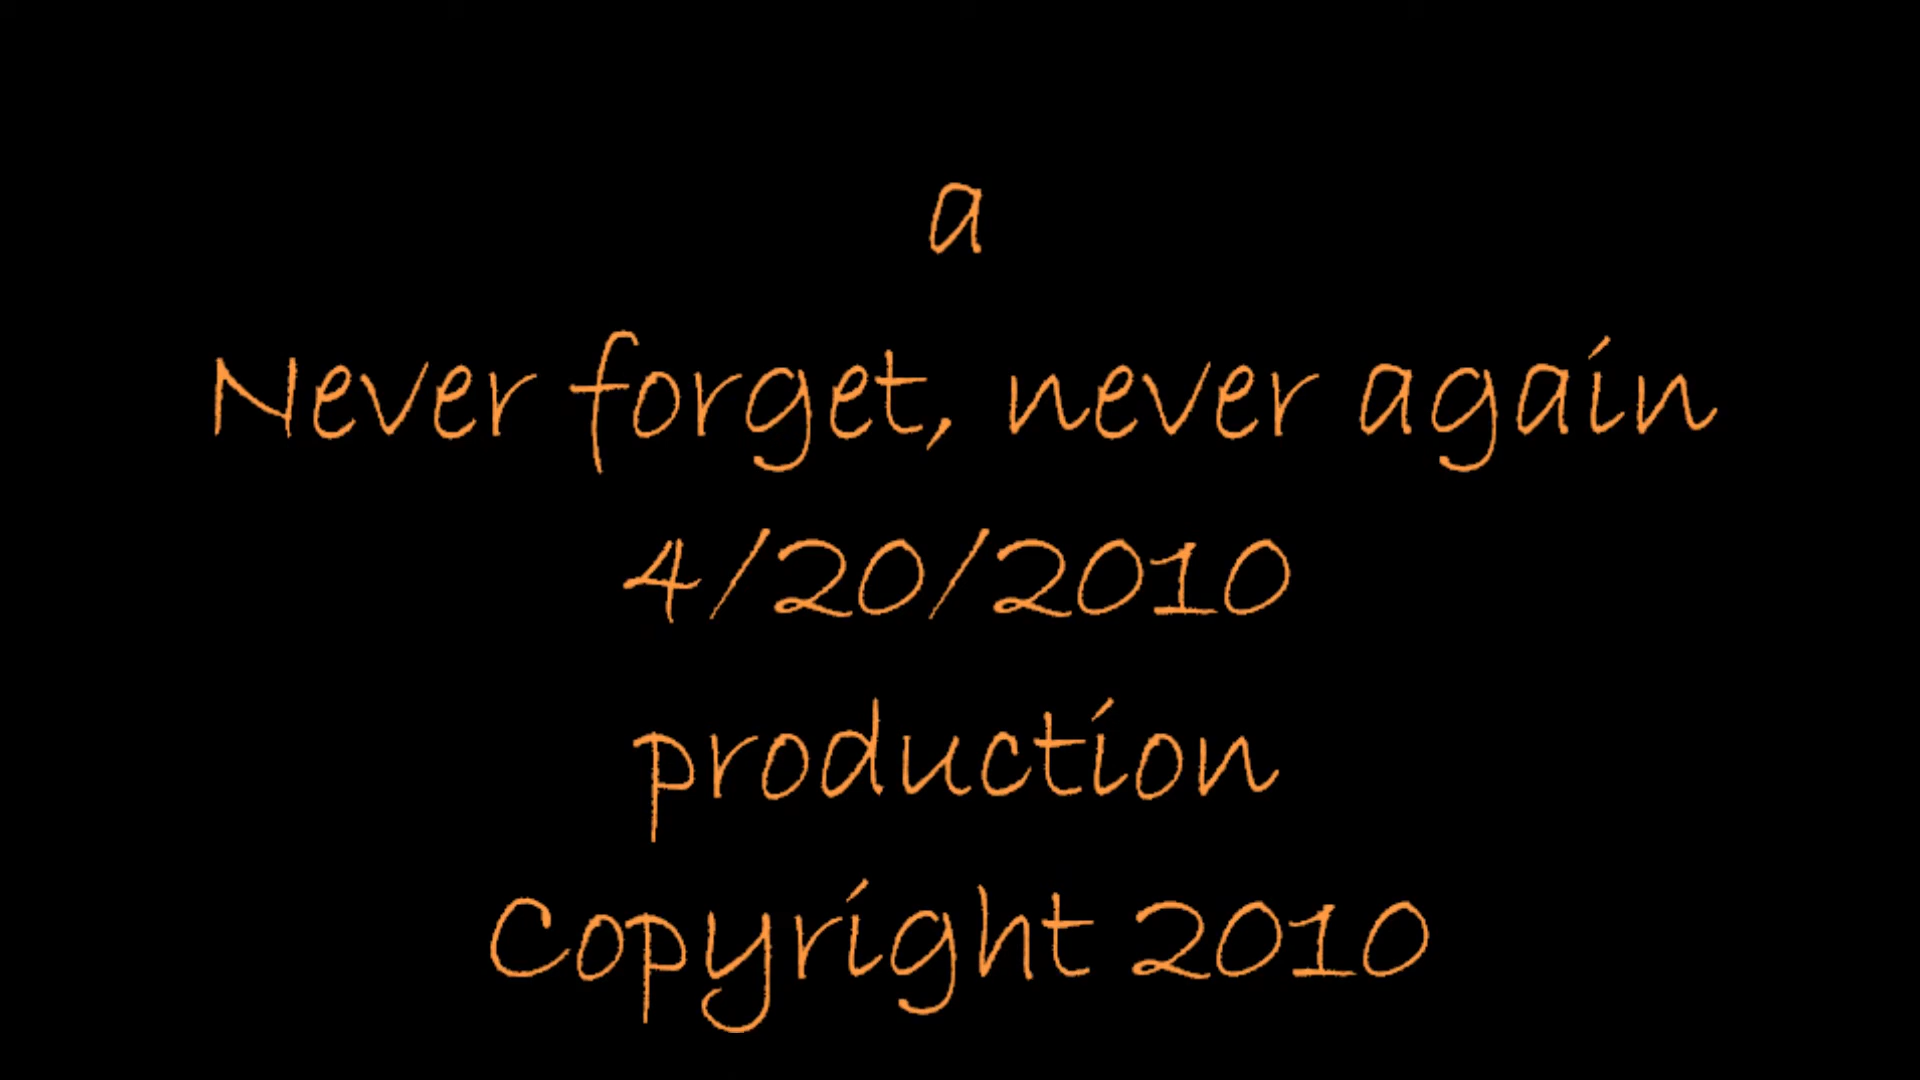 a
Never forget, never again
4/20/2010
production
Copyright 2010